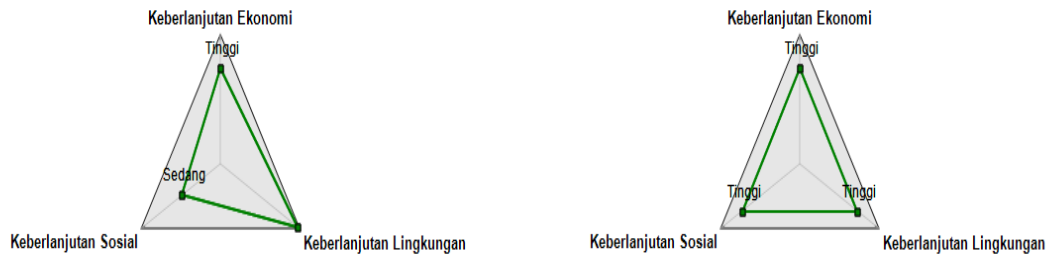 Keberlanjutan Ekonomi
Tinggi
Sedang
Keberlanjutan Sosial
Keberlanjutan Lingkungan
Keberlanjutan Ekonomi
Tinggi
Tinggi
Tinggi
Keberlanjutan Sosial
Keberlanjutan Lingkungan